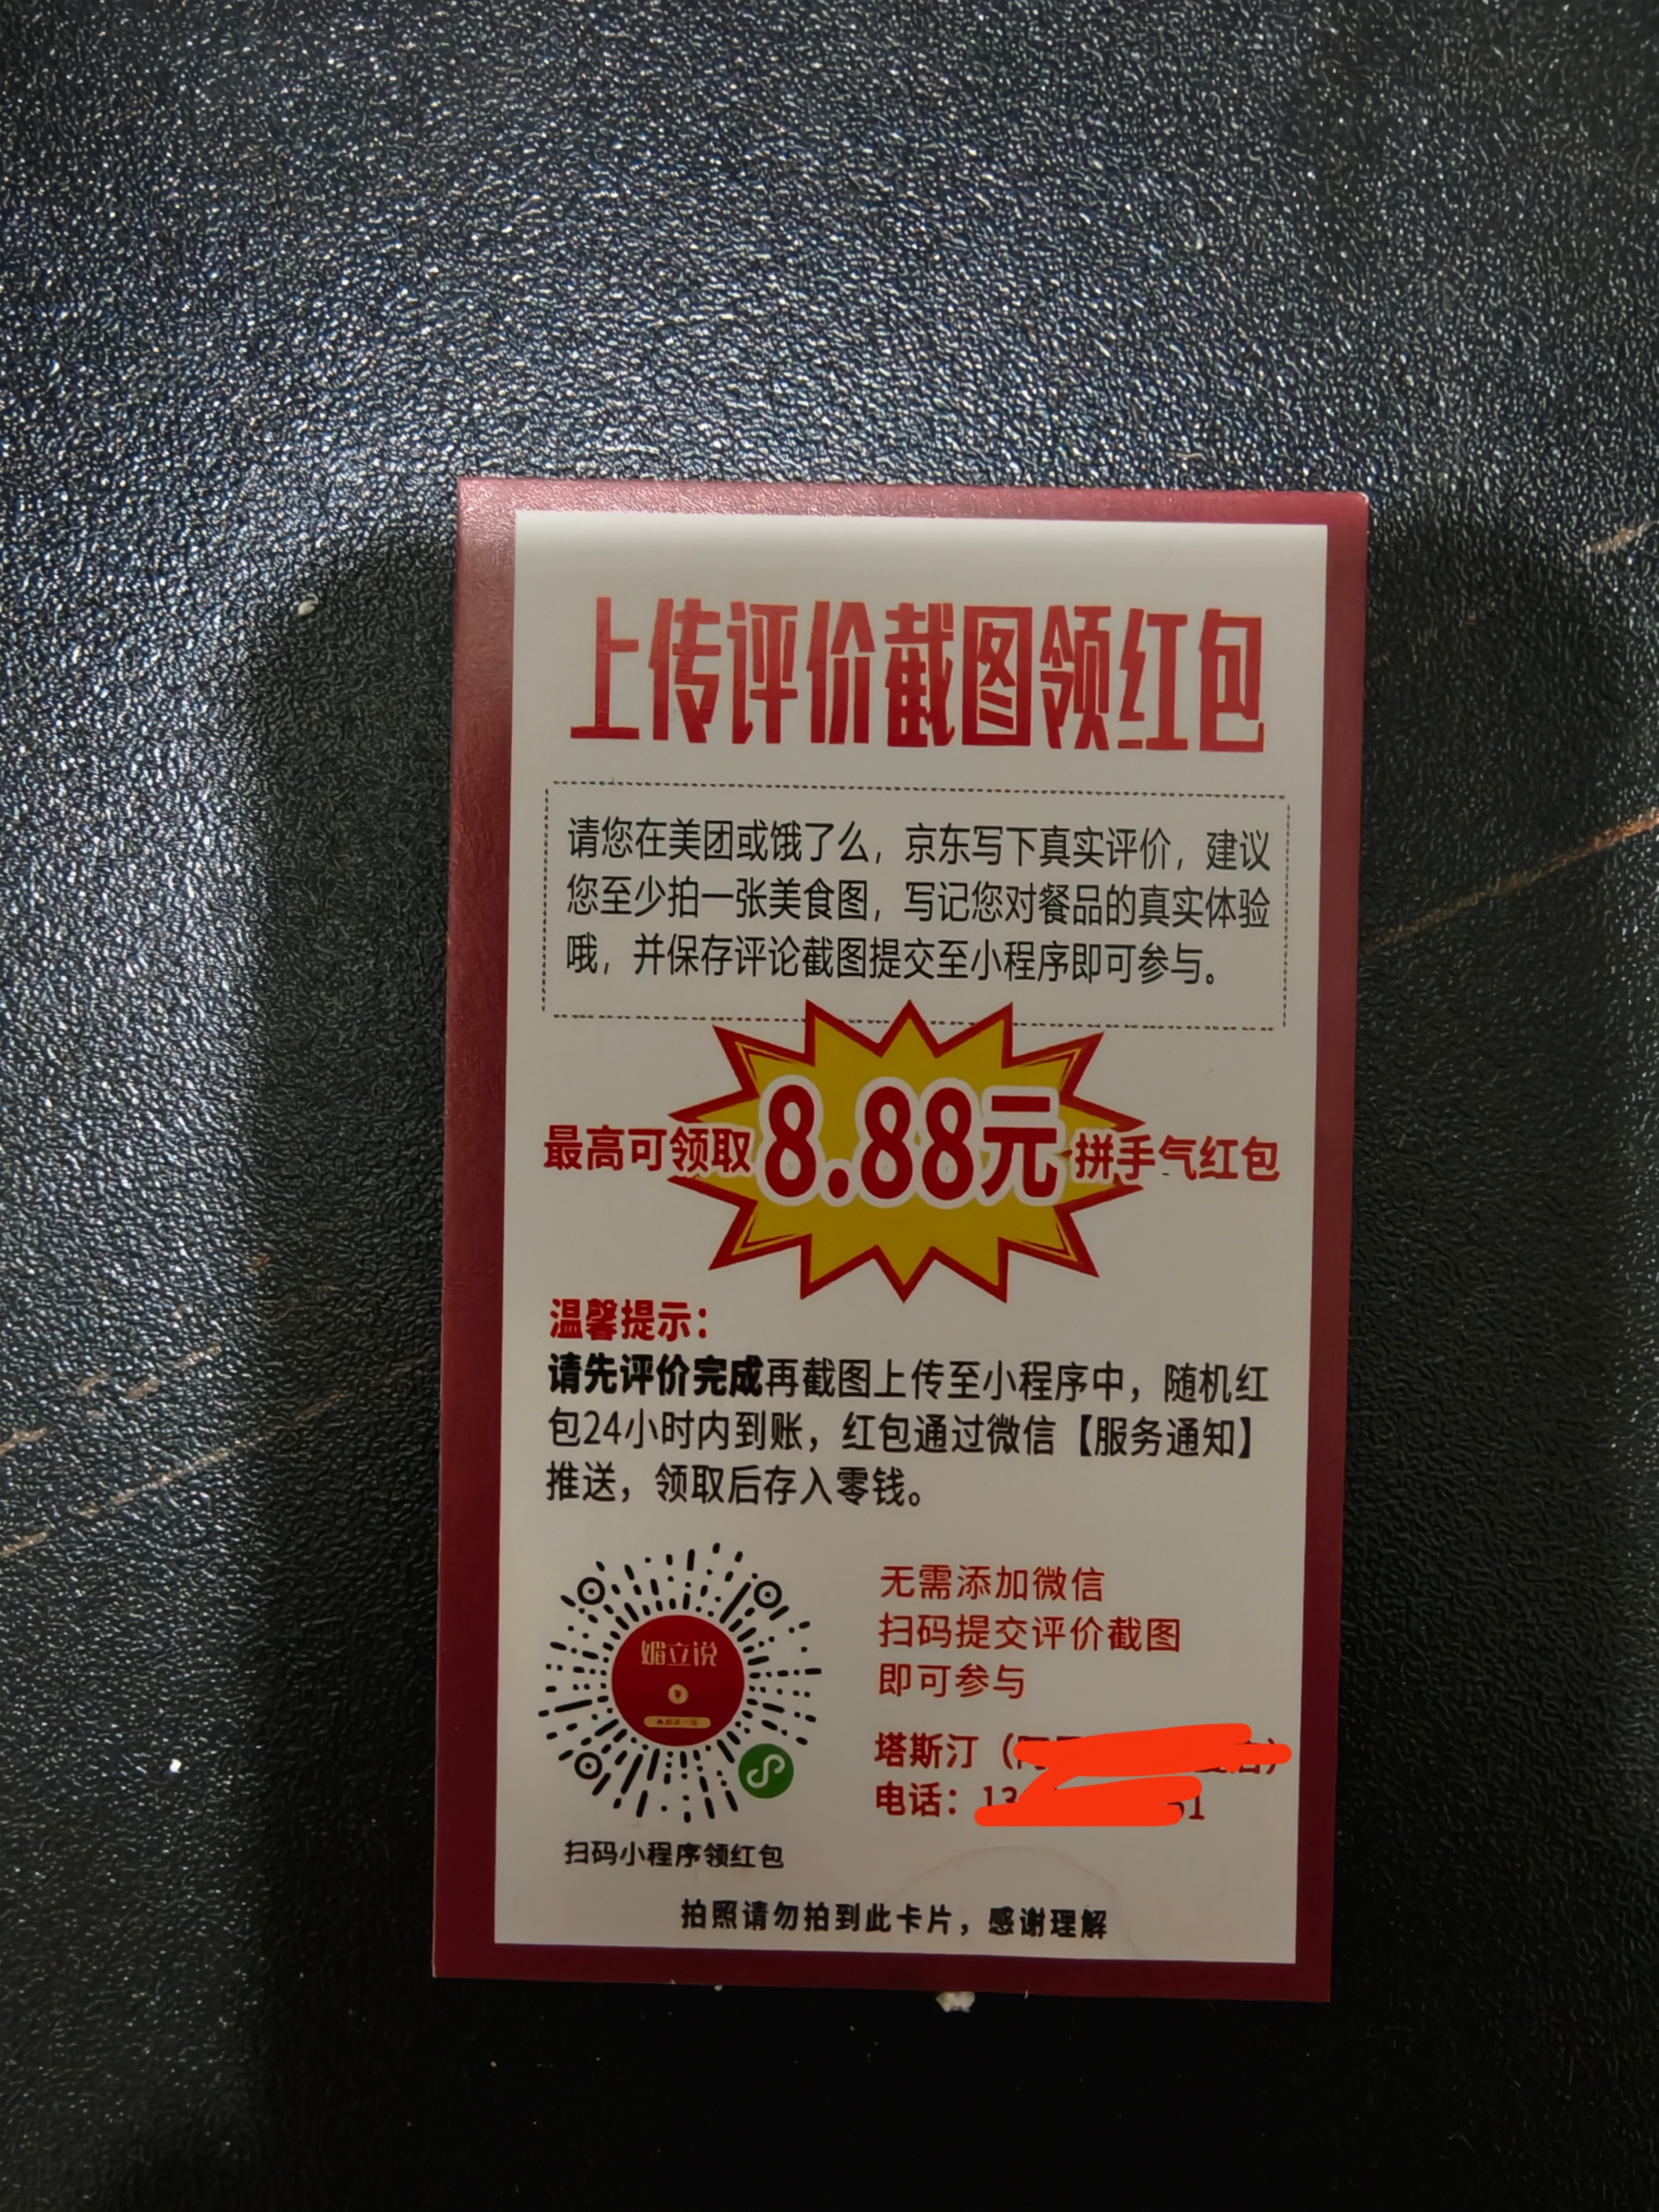 上传评价截图领红包
请您在美团或饿了么，京东写下真实评价，建议
您至少拍一张美食图，写记您对餐品的真实体验
哦，并保存评论截图提交至小程序即可参与。
最高可领取8.88元拼手气红包
温馨提示：
请先评价完成再截图上传至小程序中，随机红
包24小时内到账，红包通过微信【服务通知】
推送，领取后存入零钱。
媚立说
无需添加微信
扫码提交评价截图
即可参与
塔斯汀（
电话：13
扫码小程序领红包
拍照请勿拍到此卡片，感谢理解